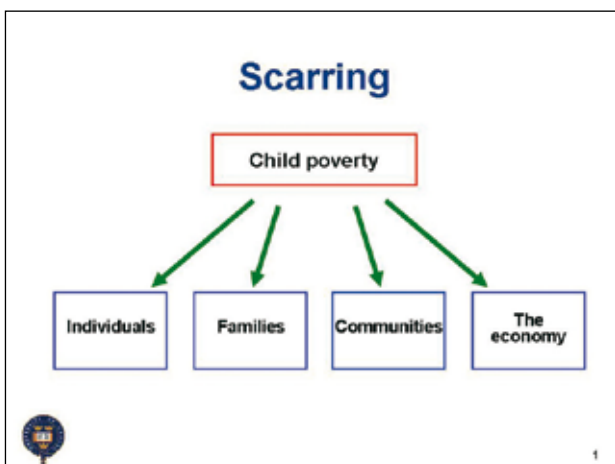 Scarring
Child poverty
Individuals
Families
Communities
The
economy
1